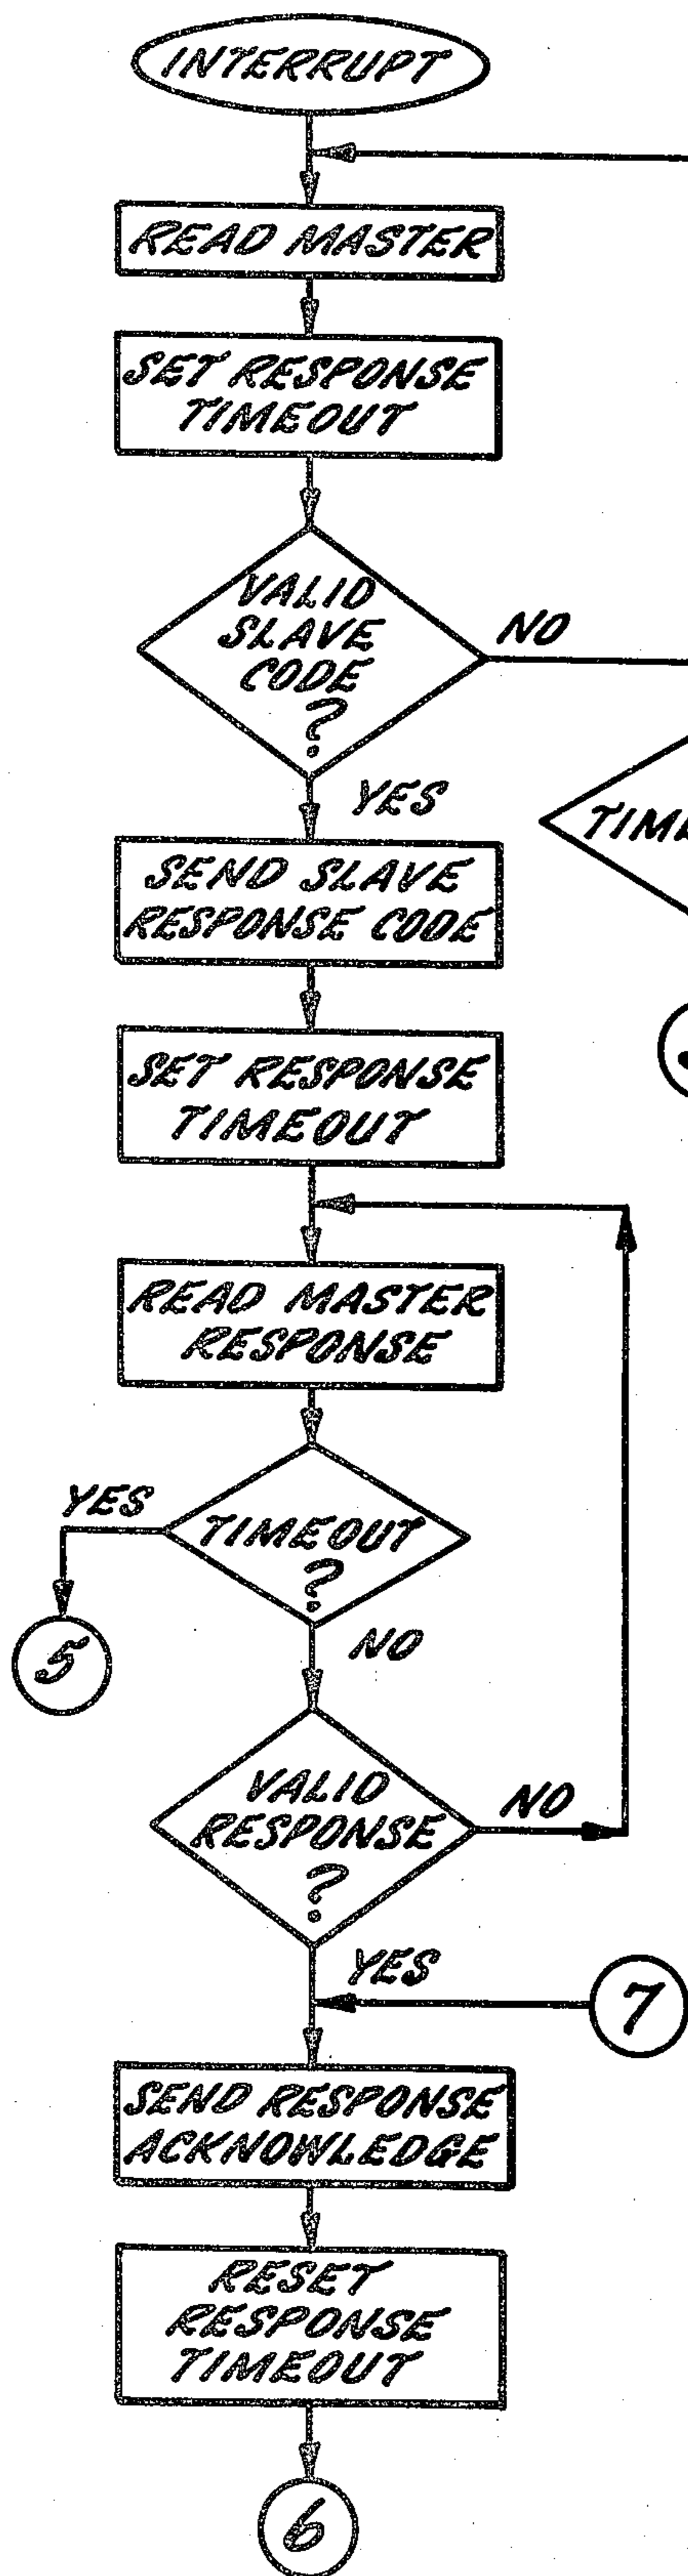 INTERRUPT
READ MASTER
SET RESPONSE
TIMEOUT
VALID
SLAVE
CODE
?
NO
YES
SEND SLAVE
RESPONSE CODE
SET RESPONSE
TIMEOUT
READ MASTER
RESPONSE
YES
TIMEOUT
?
5
NO
VALID
RESPONSE
?
NO
YES
7
SEND RESPONSE
ACKNOWLEDGE
RESET
RESPONSE
TIMEOUT
6